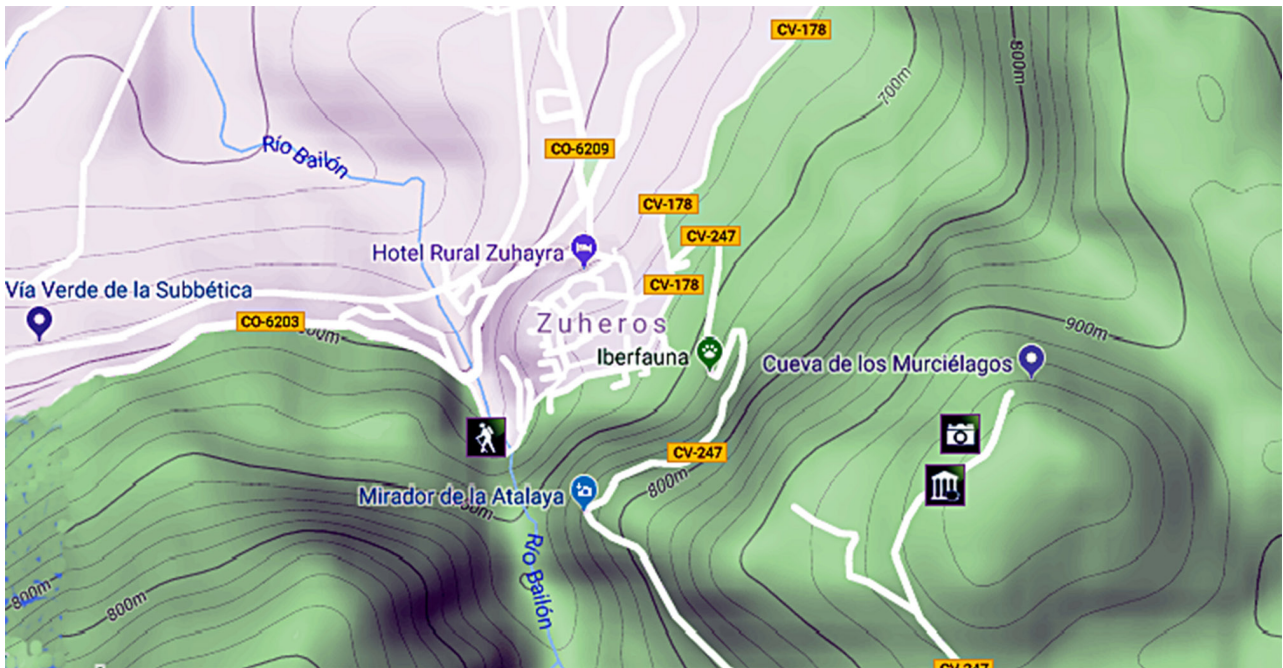 CV-178
800m
700m
Río Bailón
CO-6209
CV-178
CV-247
Hotel Rural Zuhayra
CV-178
Vía Verde de la Subbética
CO-6203
Zuheros
900m
Iberfauna
Cueva de los Murciélagos
CV-247
800m
Mirador de la Atalaya
Río Bailón
800m
800m
CV-247